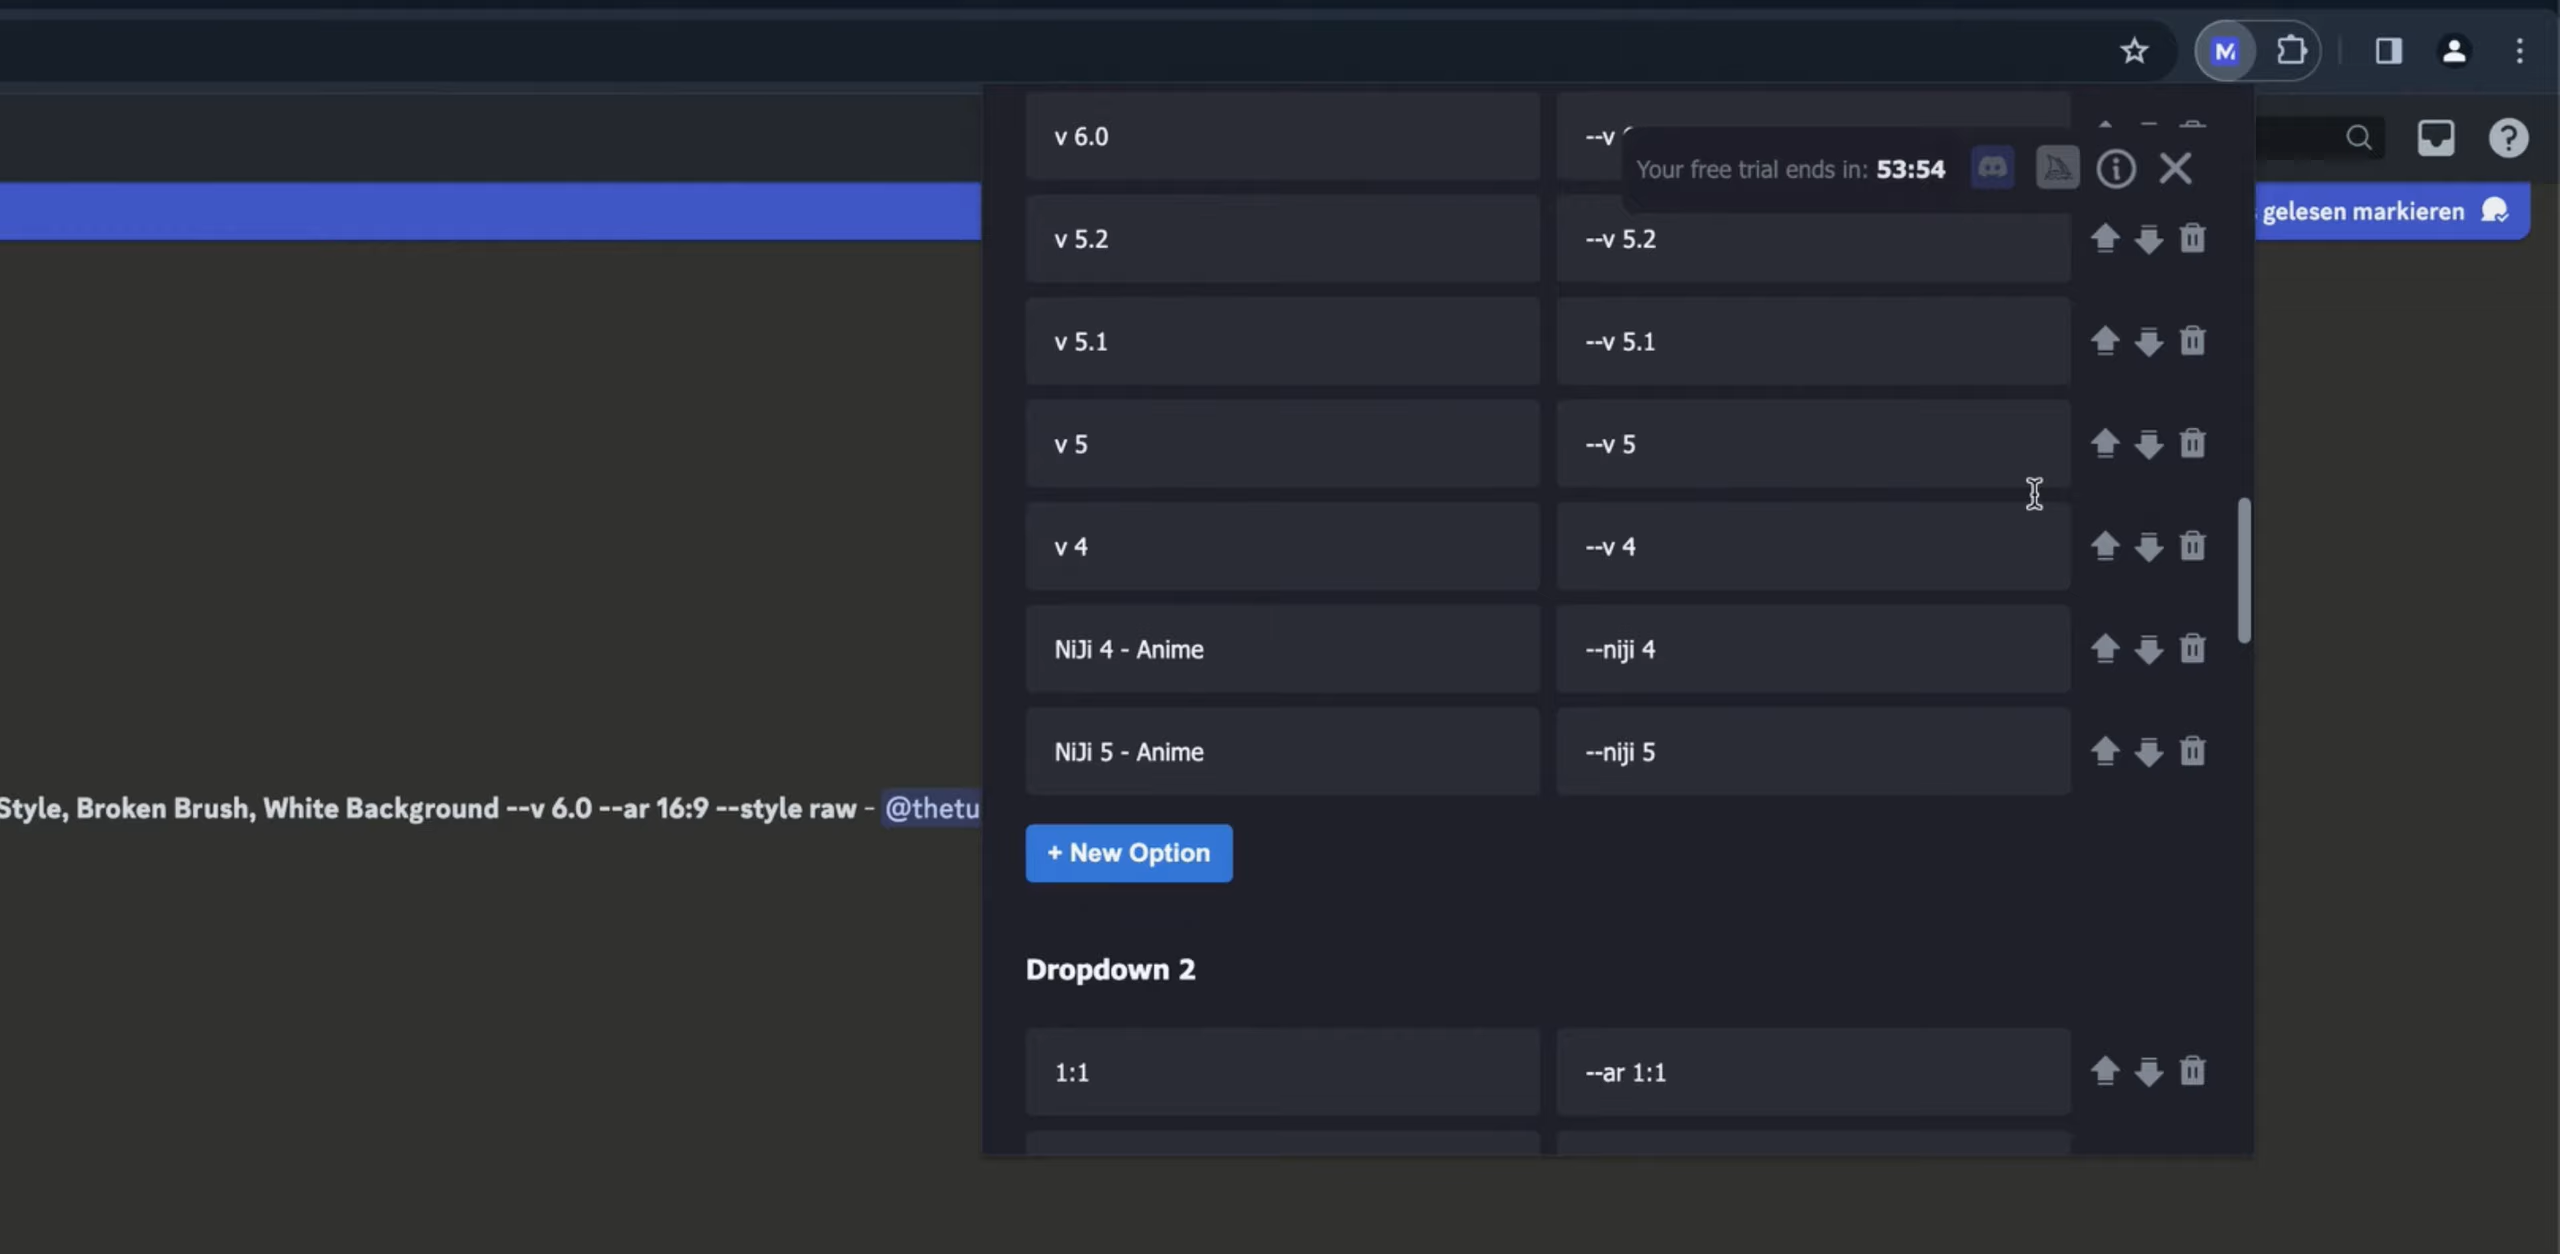 v 6.0
--v
Your free trial ends in: 53:54
v 5.2
--v 5.2
gelesen markieren
v 5.1
--v 5.1
v 5
--v 5
v 4
--v 4
NiJi 4 - Anime
--niji 4
NiJi 5 - Anime
--niji 5
Style, Broken Brush, White Background --v 6.0 --ar 16:9 --style raw - @thetu
+ New Option
Dropdown 2
1:1
--ar 1:1